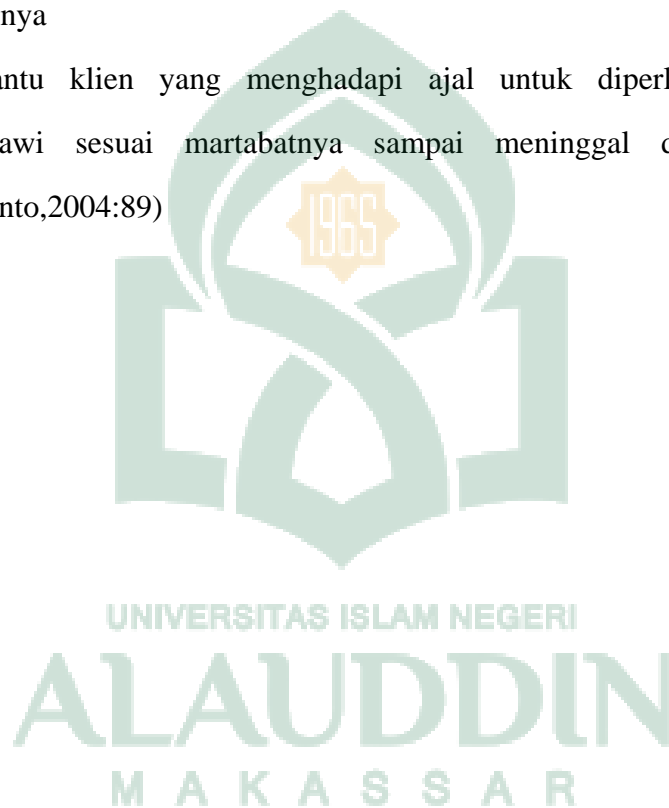 nya
antu klien yang menghadapi ajal untuk diperl
awi sesuai martabatnya sampai meninggal d
nto,2004:89)
1965
UNIVERSITAS ISLAM NEGERI
ALAUDDIN
MAKASSAR